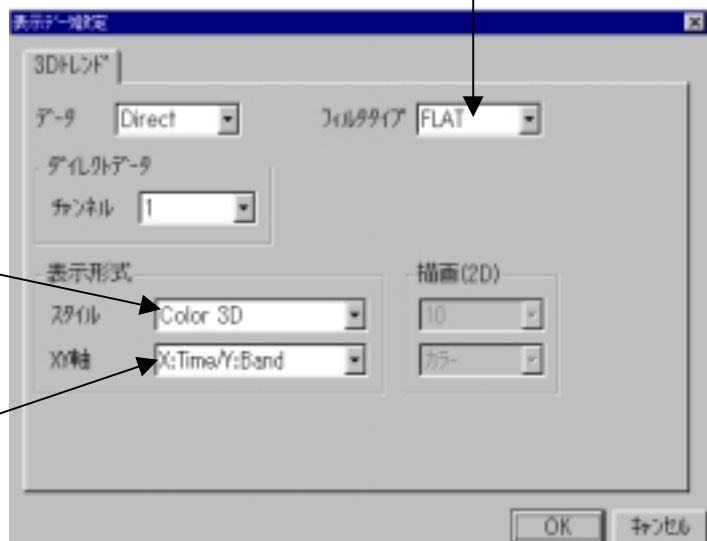 表示ﾃﾞｰﾀ設定
3Dﾄﾚﾝﾄﾞ
ﾃﾞｰﾀ Direct ﾌｨﾙﾀﾀｲﾌﾟ FLAT
ﾀﾞｲﾚｸﾄﾃﾞｰﾀ
ﾁｬﾝﾈﾙ 1
表示形式 描画(2D)
ｽﾀｲﾙ Color 3D 10
XY軸 X:Time/Y:Band ｶﾗｰ
OK ｷｬﾝｾﾙ